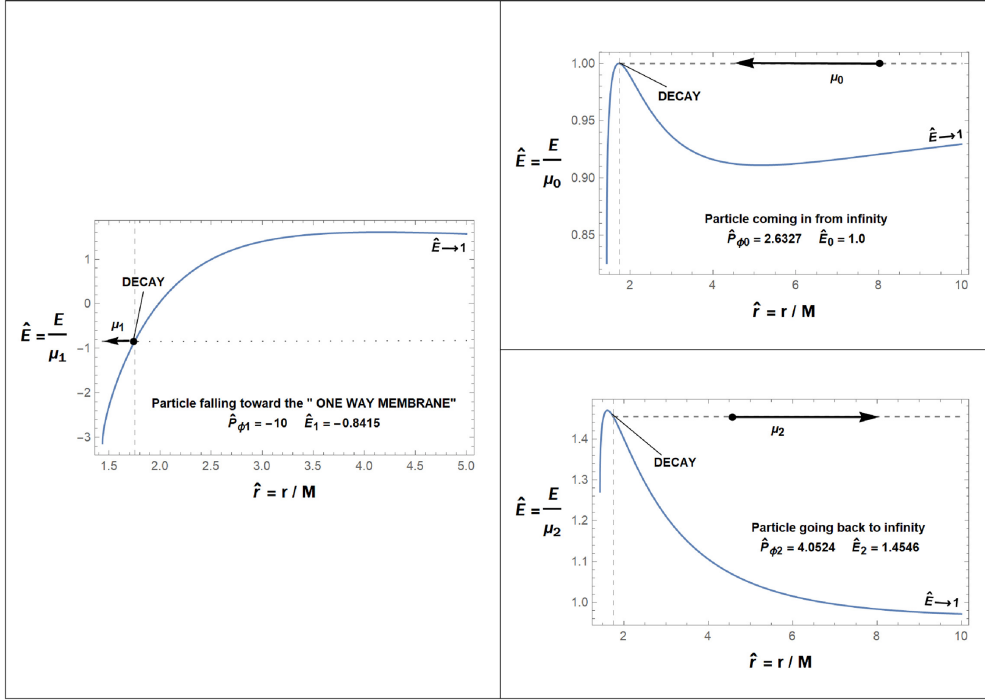 1
0
−1
−2
−3
1.5
2.0
2.5
3.0
3.5
4.0
4.5
5.0
Ê = E / μ₁
r̂ = r / M
DECAY
μ₁
Ê→1
Particle falling toward the " ONE WAY MEMBRANE"
P̂ϕ1 = −10 Ê₁ = −0.8415
1.00
0.95
0.90
0.85
2
4
6
8
10
Ê = E / μ₀
r̂ = r / M
DECAY
μ₀
Ê→1
Particle coming in from infinity
P̂ϕ0 = 2.6327 Ê₀ = 1.0
1.4
1.3
1.2
1.1
1.0
2
4
6
8
10
Ê = E / μ₂
r̂ = r / M
DECAY
μ₂
Ê→1
Particle going back to infinity
P̂ϕ2 = 4.0524 Ê₂ = 1.4546